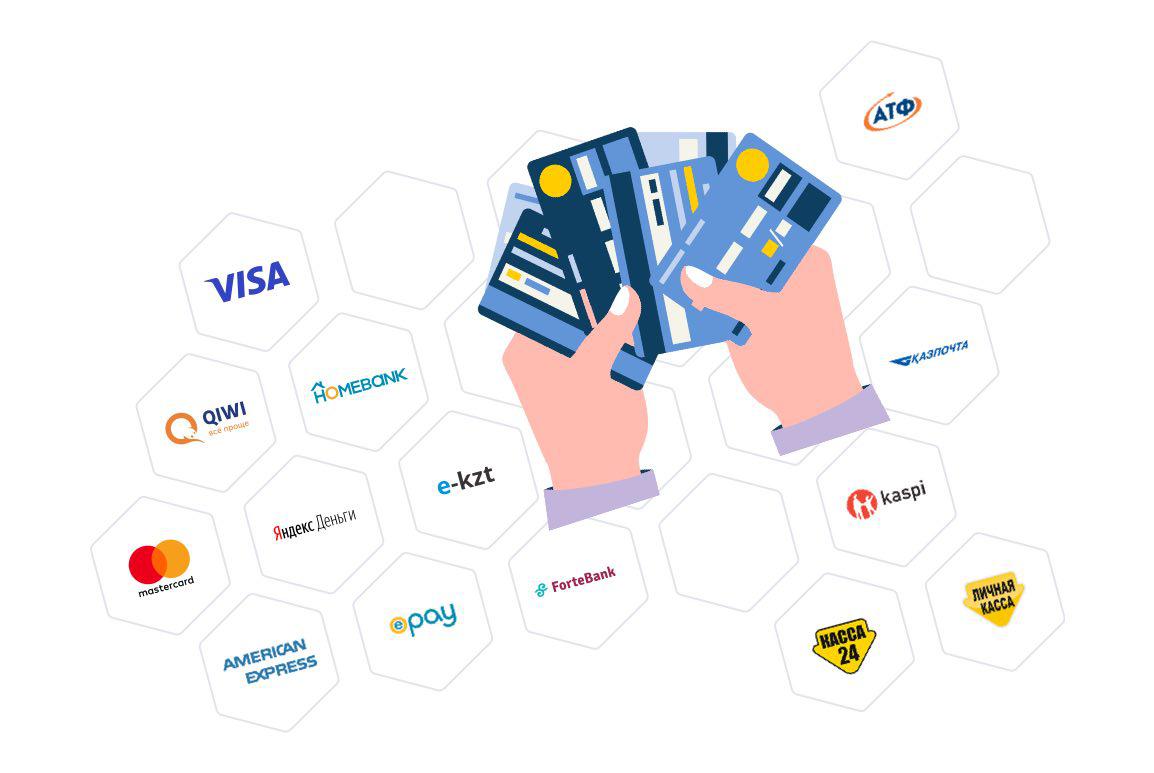 АТФ
VISA
ҚАЗПОЧТА
HOMEBANK
QIWI
всё проще
e-kzt
kaspi
Яндекс Деньги
mastercard
ForteBank
ЛИЧНАЯ
КАССА
epay
КАССА
24
AMERICAN
EXPRESS